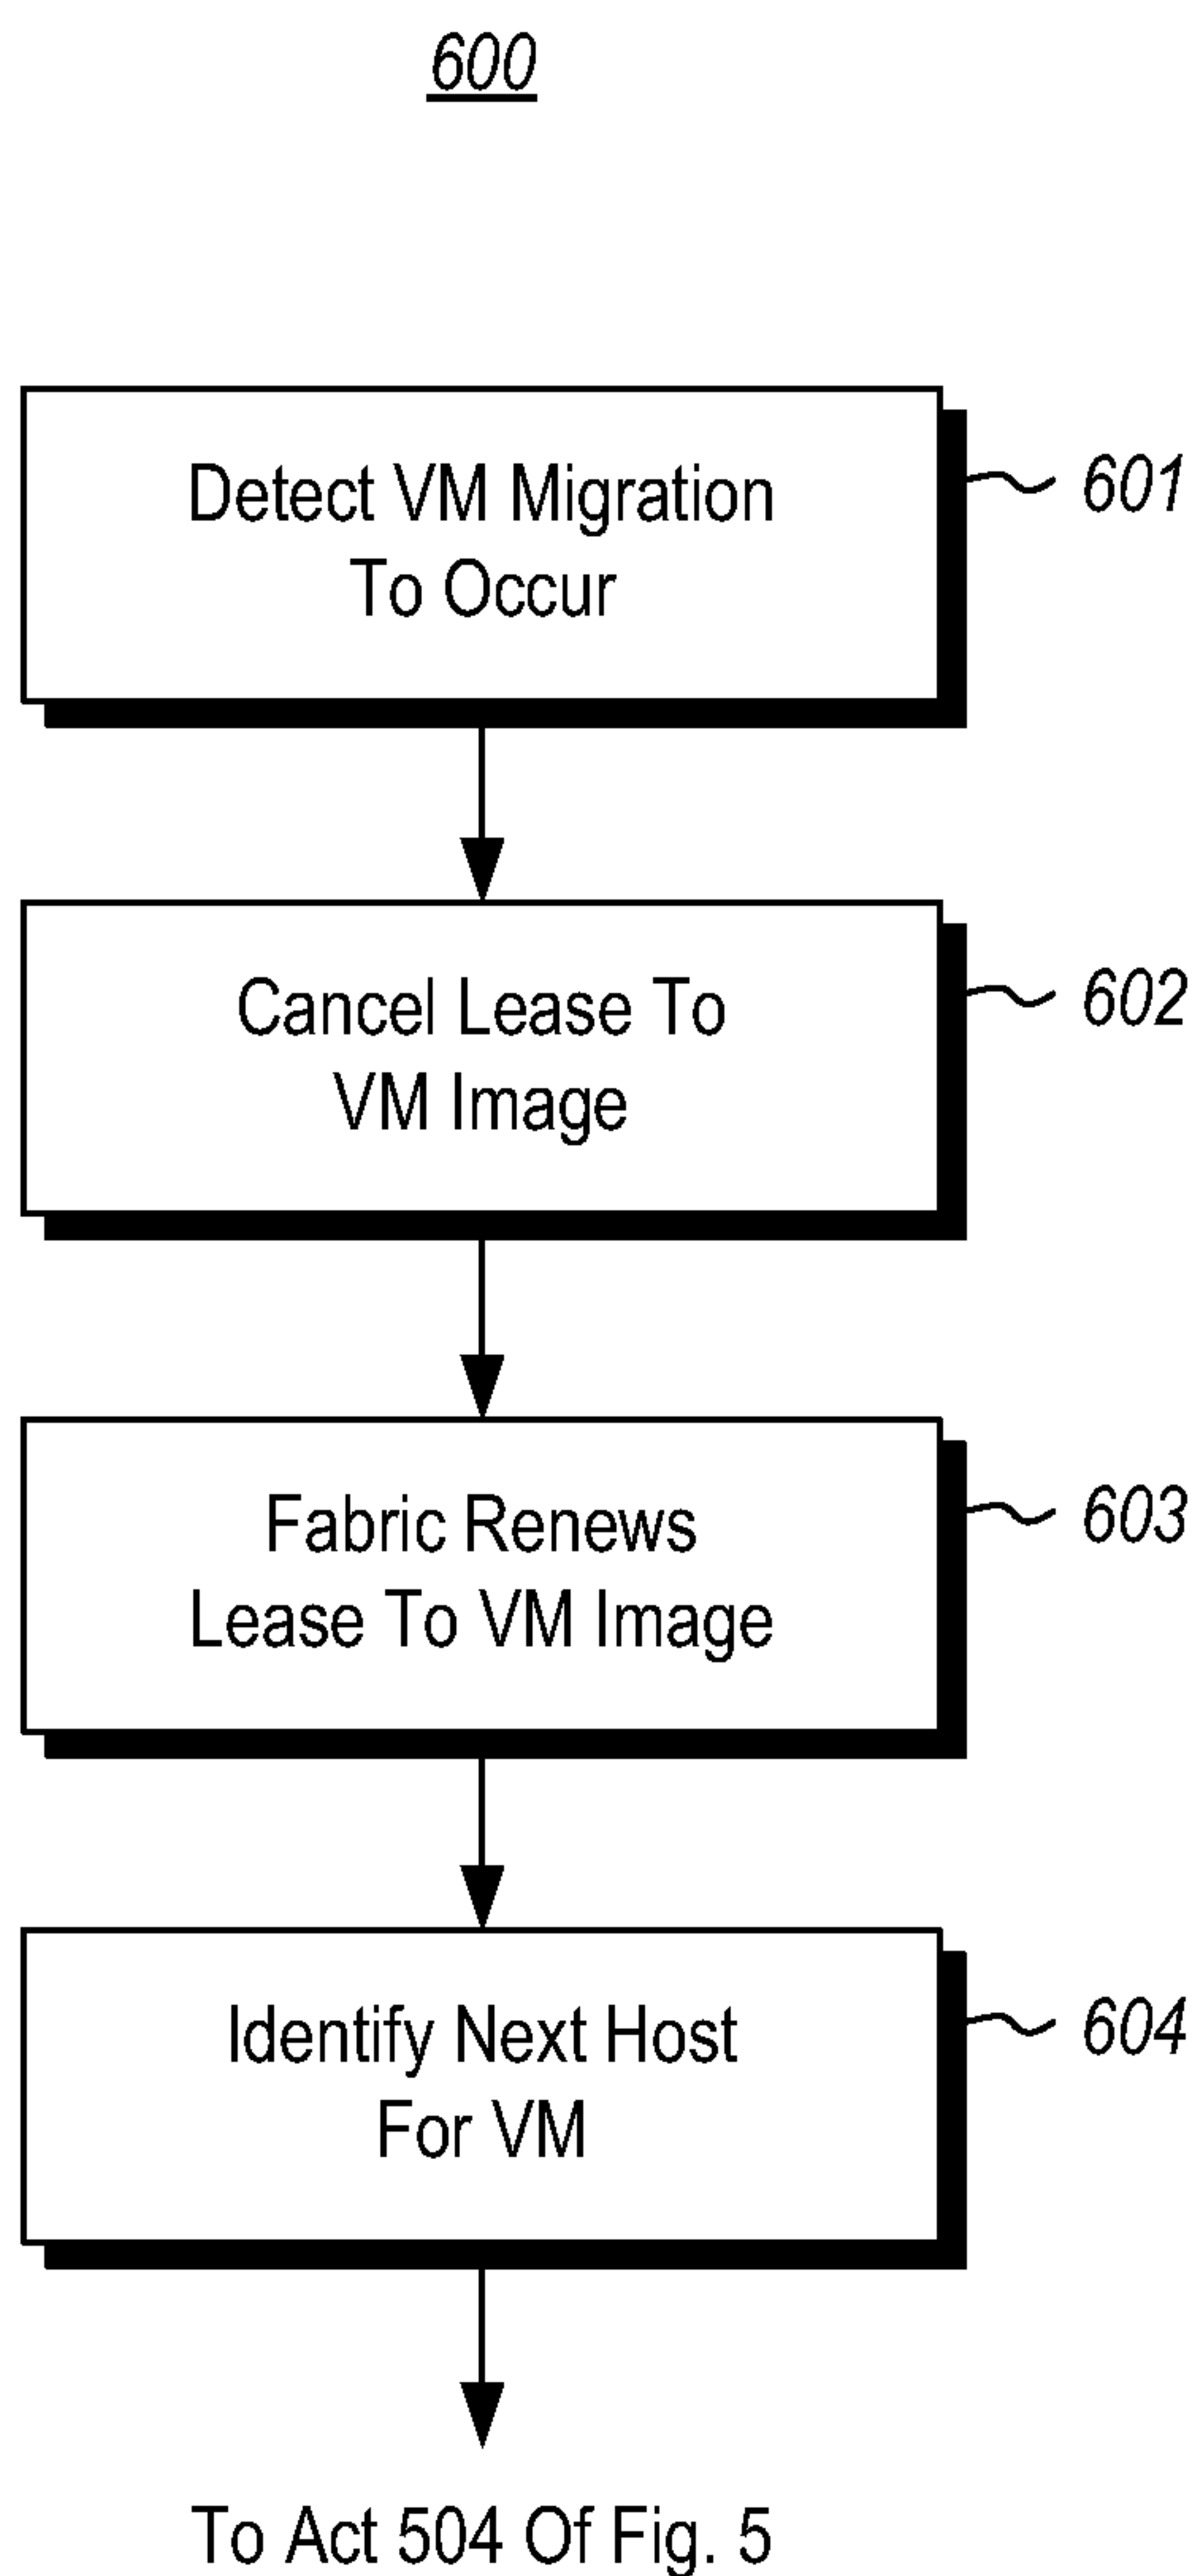 600
Detect VM Migration
To Occur
601
Cancel Lease To
VM Image
602
Fabric Renews
Lease To VM Image
603
Identify Next Host
For VM
604
To Act 504 Of Fig. 5